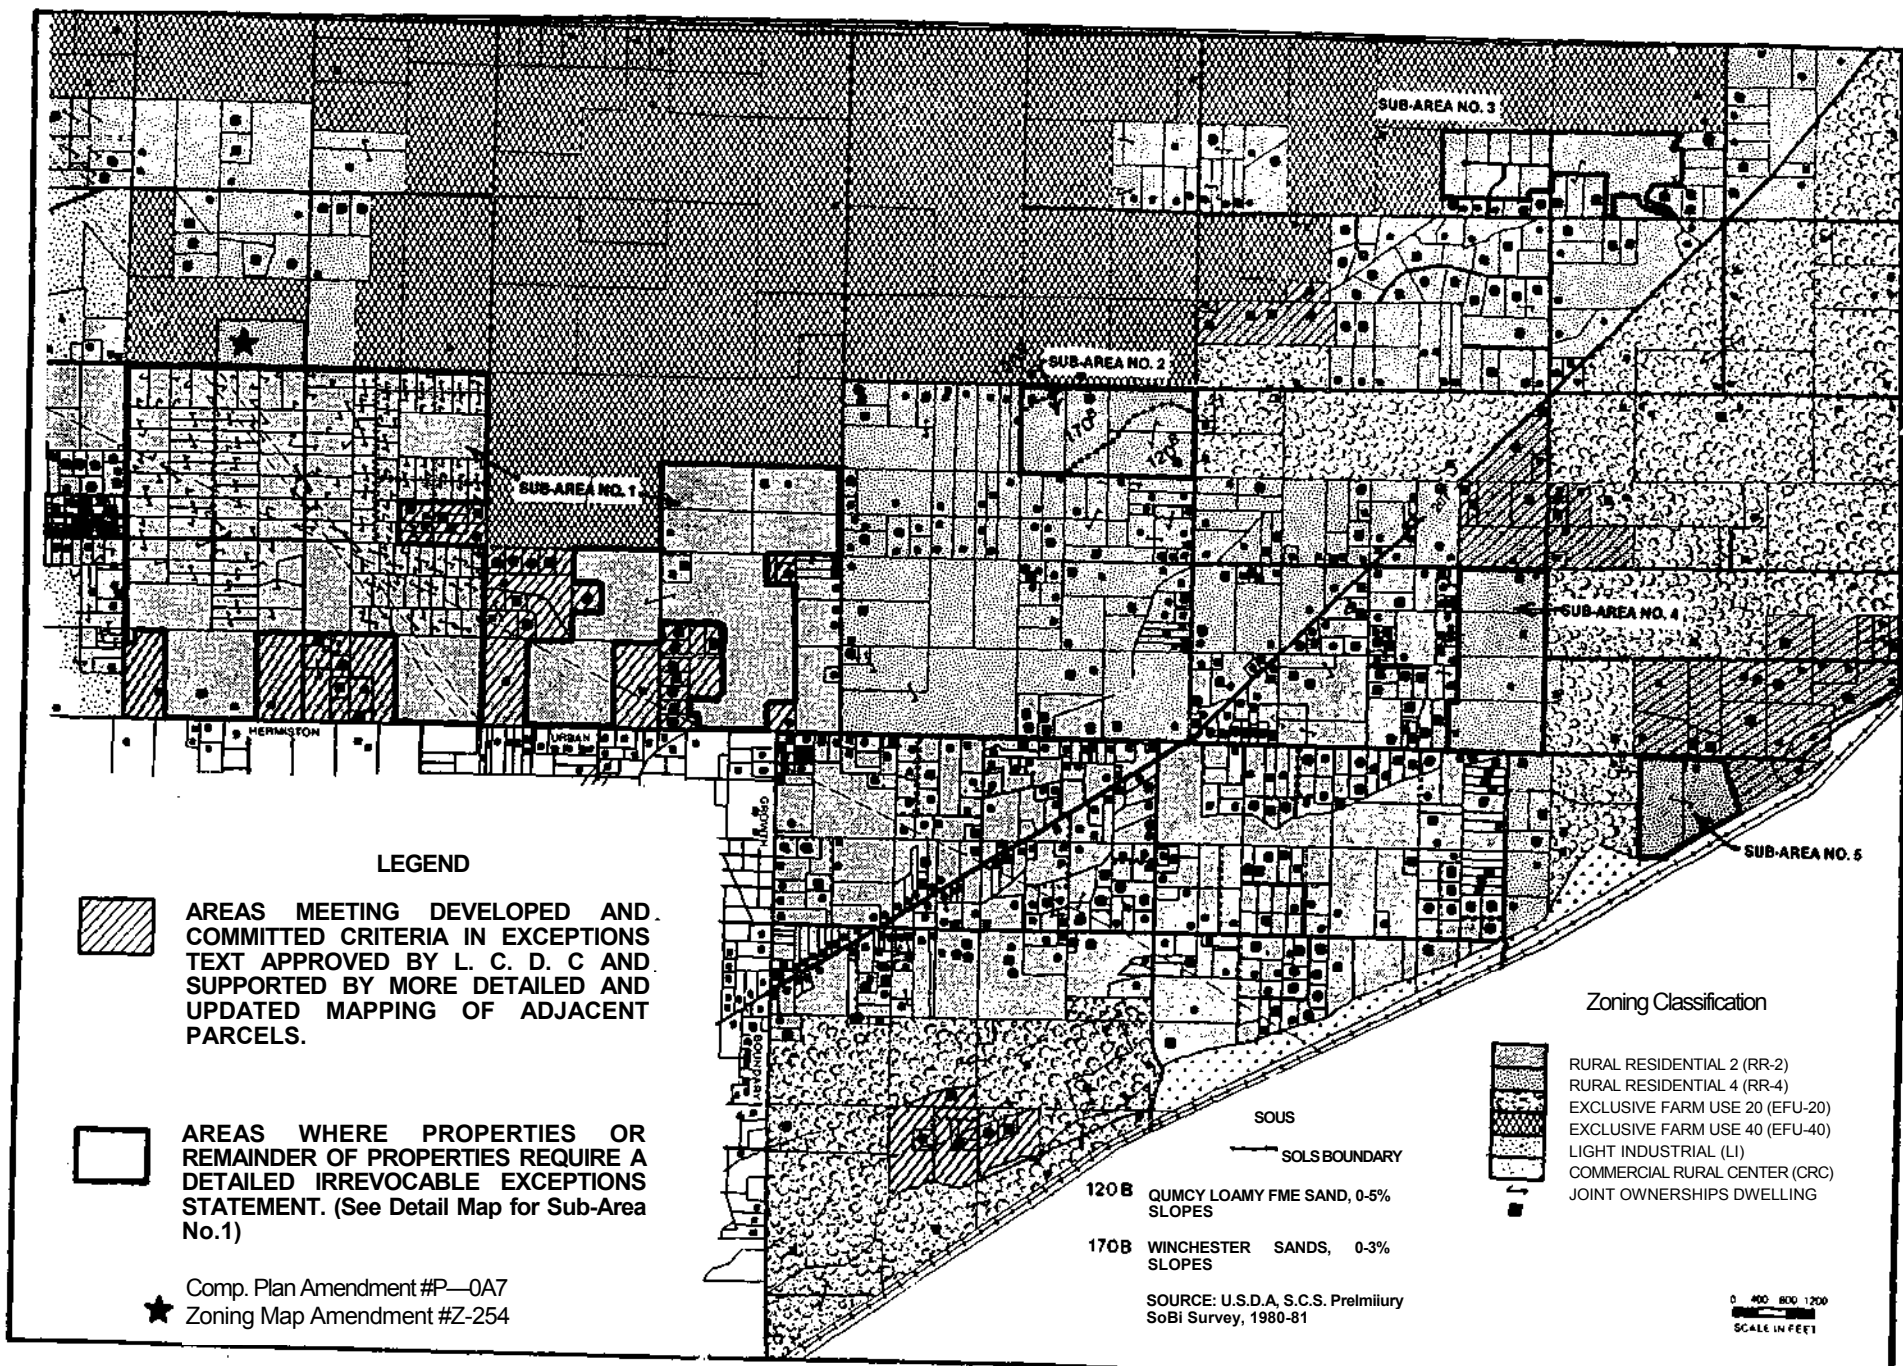 SUB-AREA NO. 3
SUB-AREA NO. 2
170B
120B
SUB-AREA NO. 1
SUB-AREA NO. 4
HERMISTON
URBAN
GROWTH
BOUNDARY
SUB-AREA NO. 5
LEGEND
AREAS MEETING DEVELOPED AND
COMMITTED CRITERIA IN EXCEPTIONS
TEXT APPROVED BY L. C. D. C AND
SUPPORTED BY MORE DETAILED AND
UPDATED MAPPING OF ADJACENT
PARCELS.
AREAS WHERE PROPERTIES OR
REMAINDER OF PROPERTIES REQUIRE A
DETAILED IRREVOCABLE EXCEPTIONS
STATEMENT. (See Detail Map for Sub-Area
No.1)
Comp. Plan Amendment #P—0A7
Zoning Map Amendment #Z-254
SOUS
SOLS BOUNDARY
120 B QUMCY LOAMY FME SAND, 0-5%
SLOPES
170B WINCHESTER SANDS, 0-3%
SLOPES
SOURCE: U.S.D.A, S.C.S. Prelmiiury
SoBi Survey, 1980-81
Zoning Classification
RURAL RESIDENTIAL 2 (RR-2)
RURAL RESIDENTIAL 4 (RR-4)
EXCLUSIVE FARM USE 20 (EFU-20)
EXCLUSIVE FARM USE 40 (EFU-40)
LIGHT INDUSTRIAL (LI)
COMMERCIAL RURAL CENTER (CRC)
JOINT OWNERSHIPS DWELLING
0 400 800 1200
SCALE IN FEET